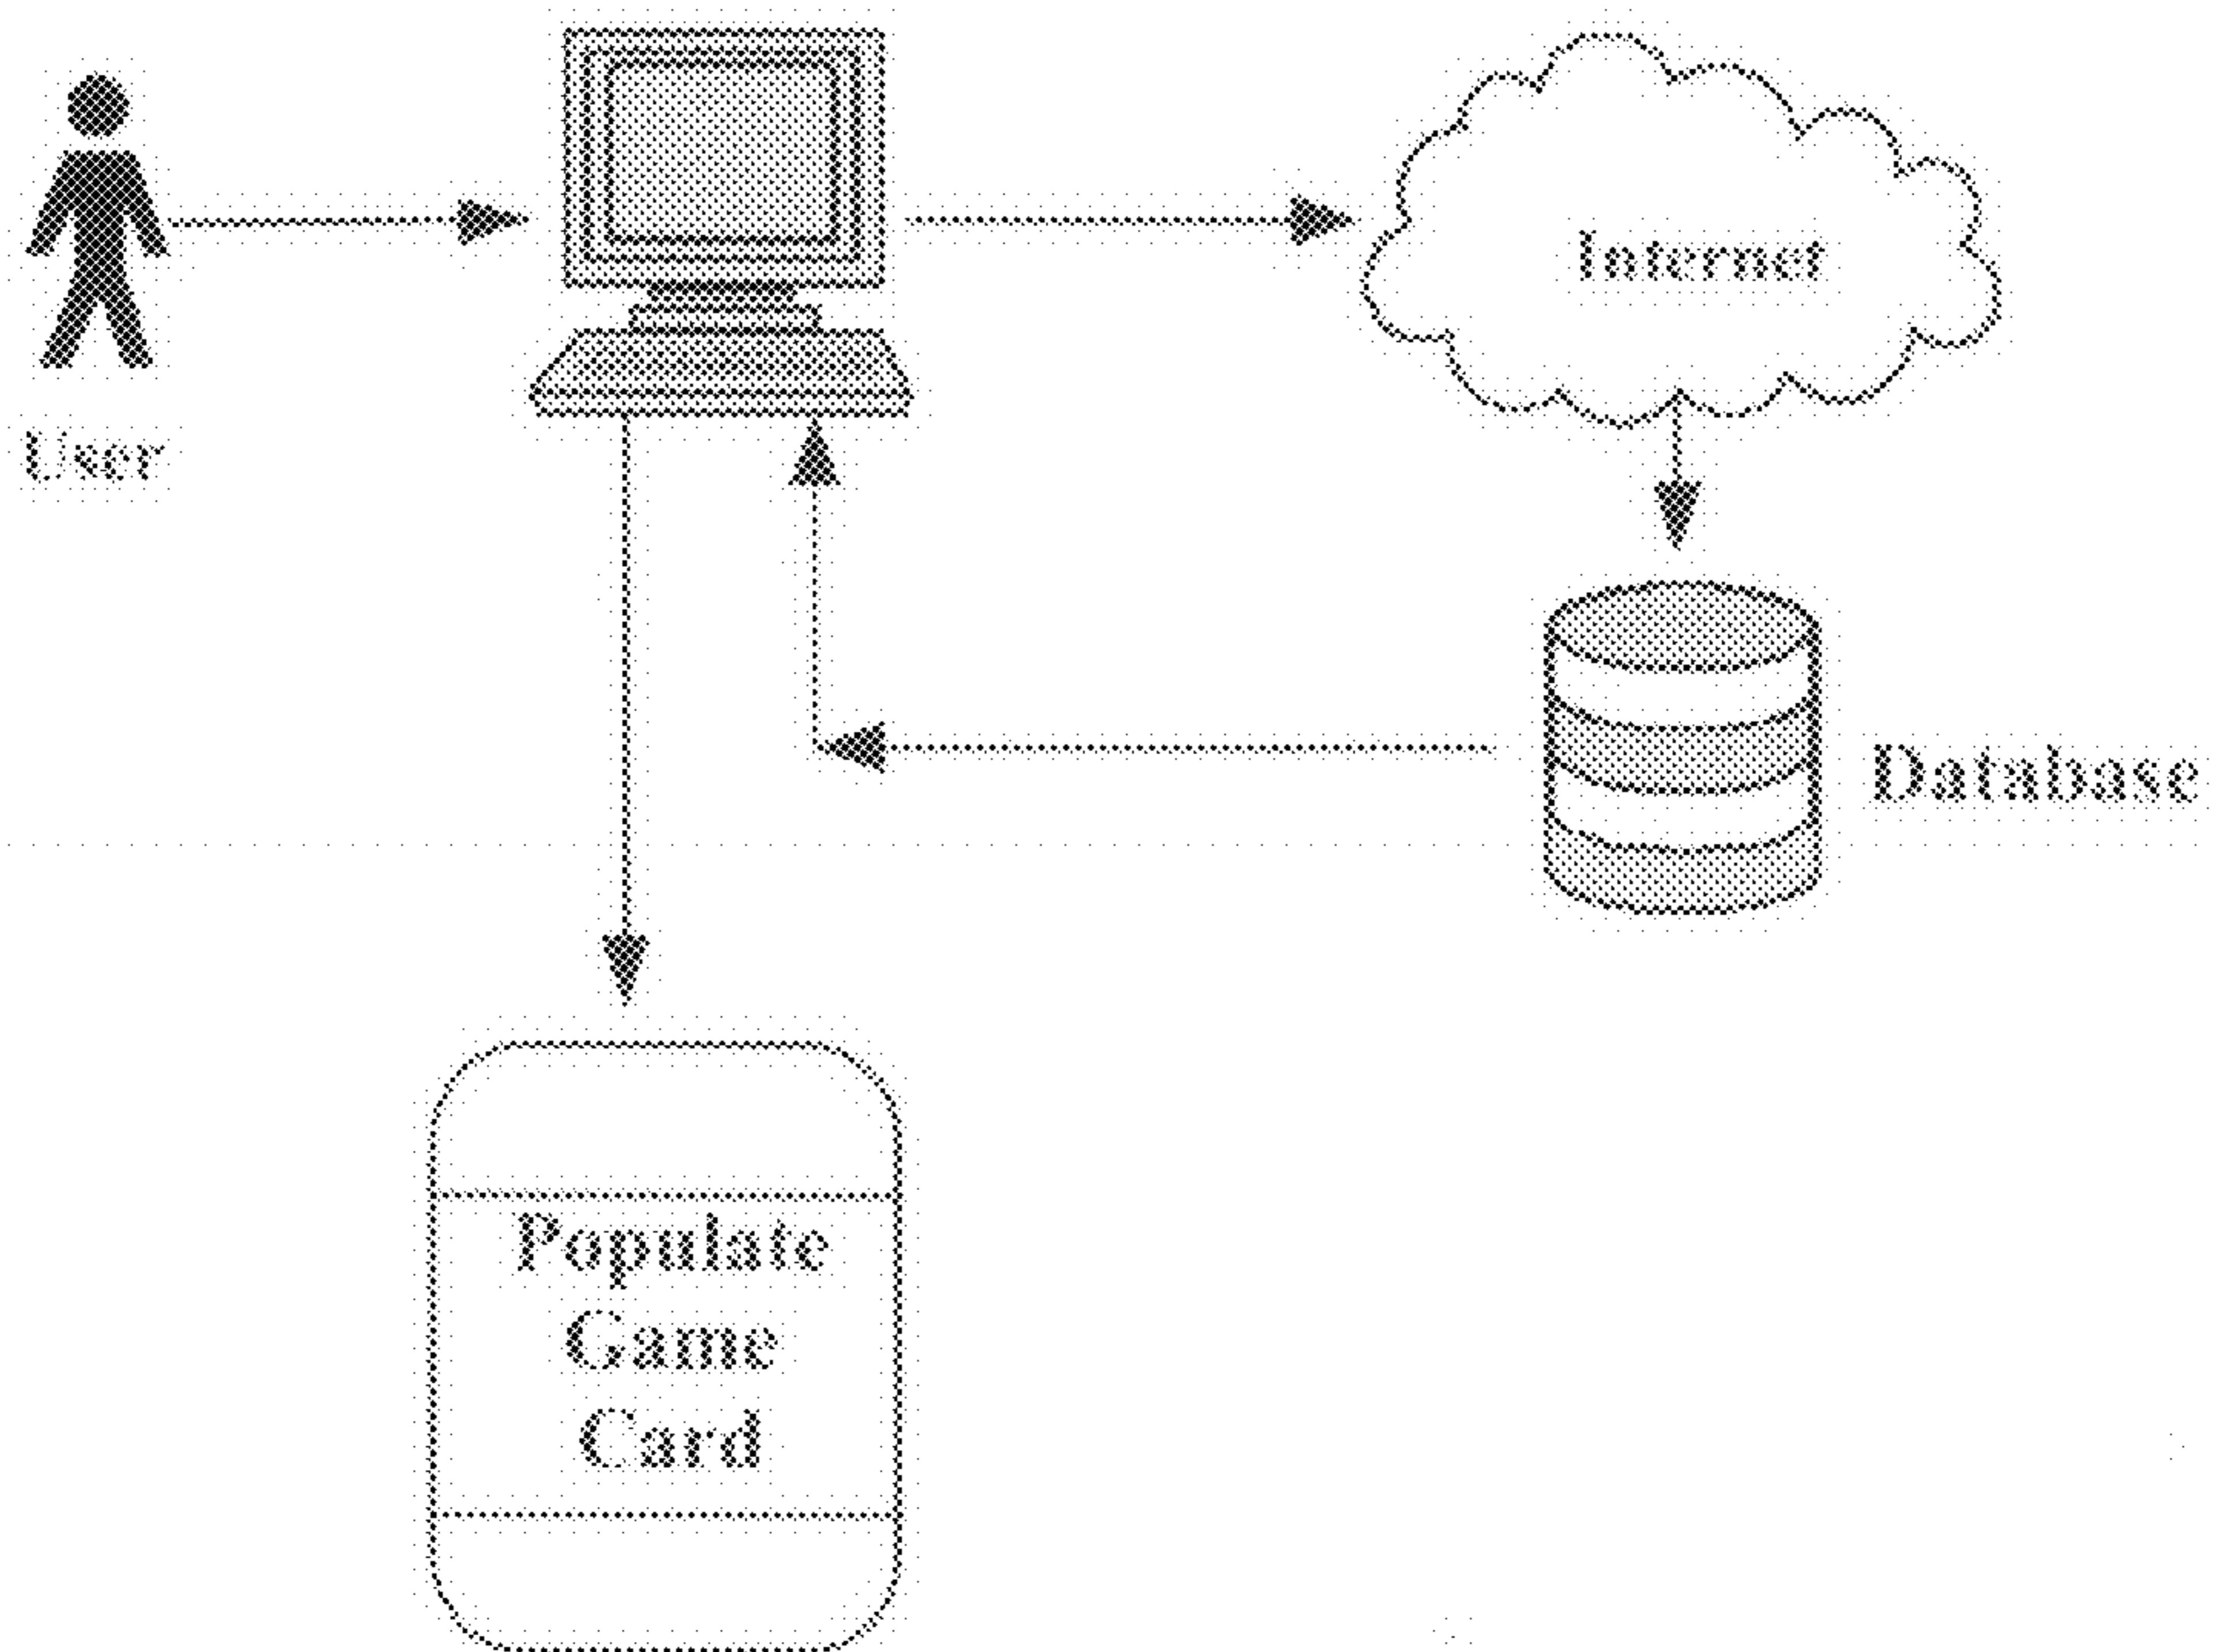 Internet
User
Database
Populate
Game
Card